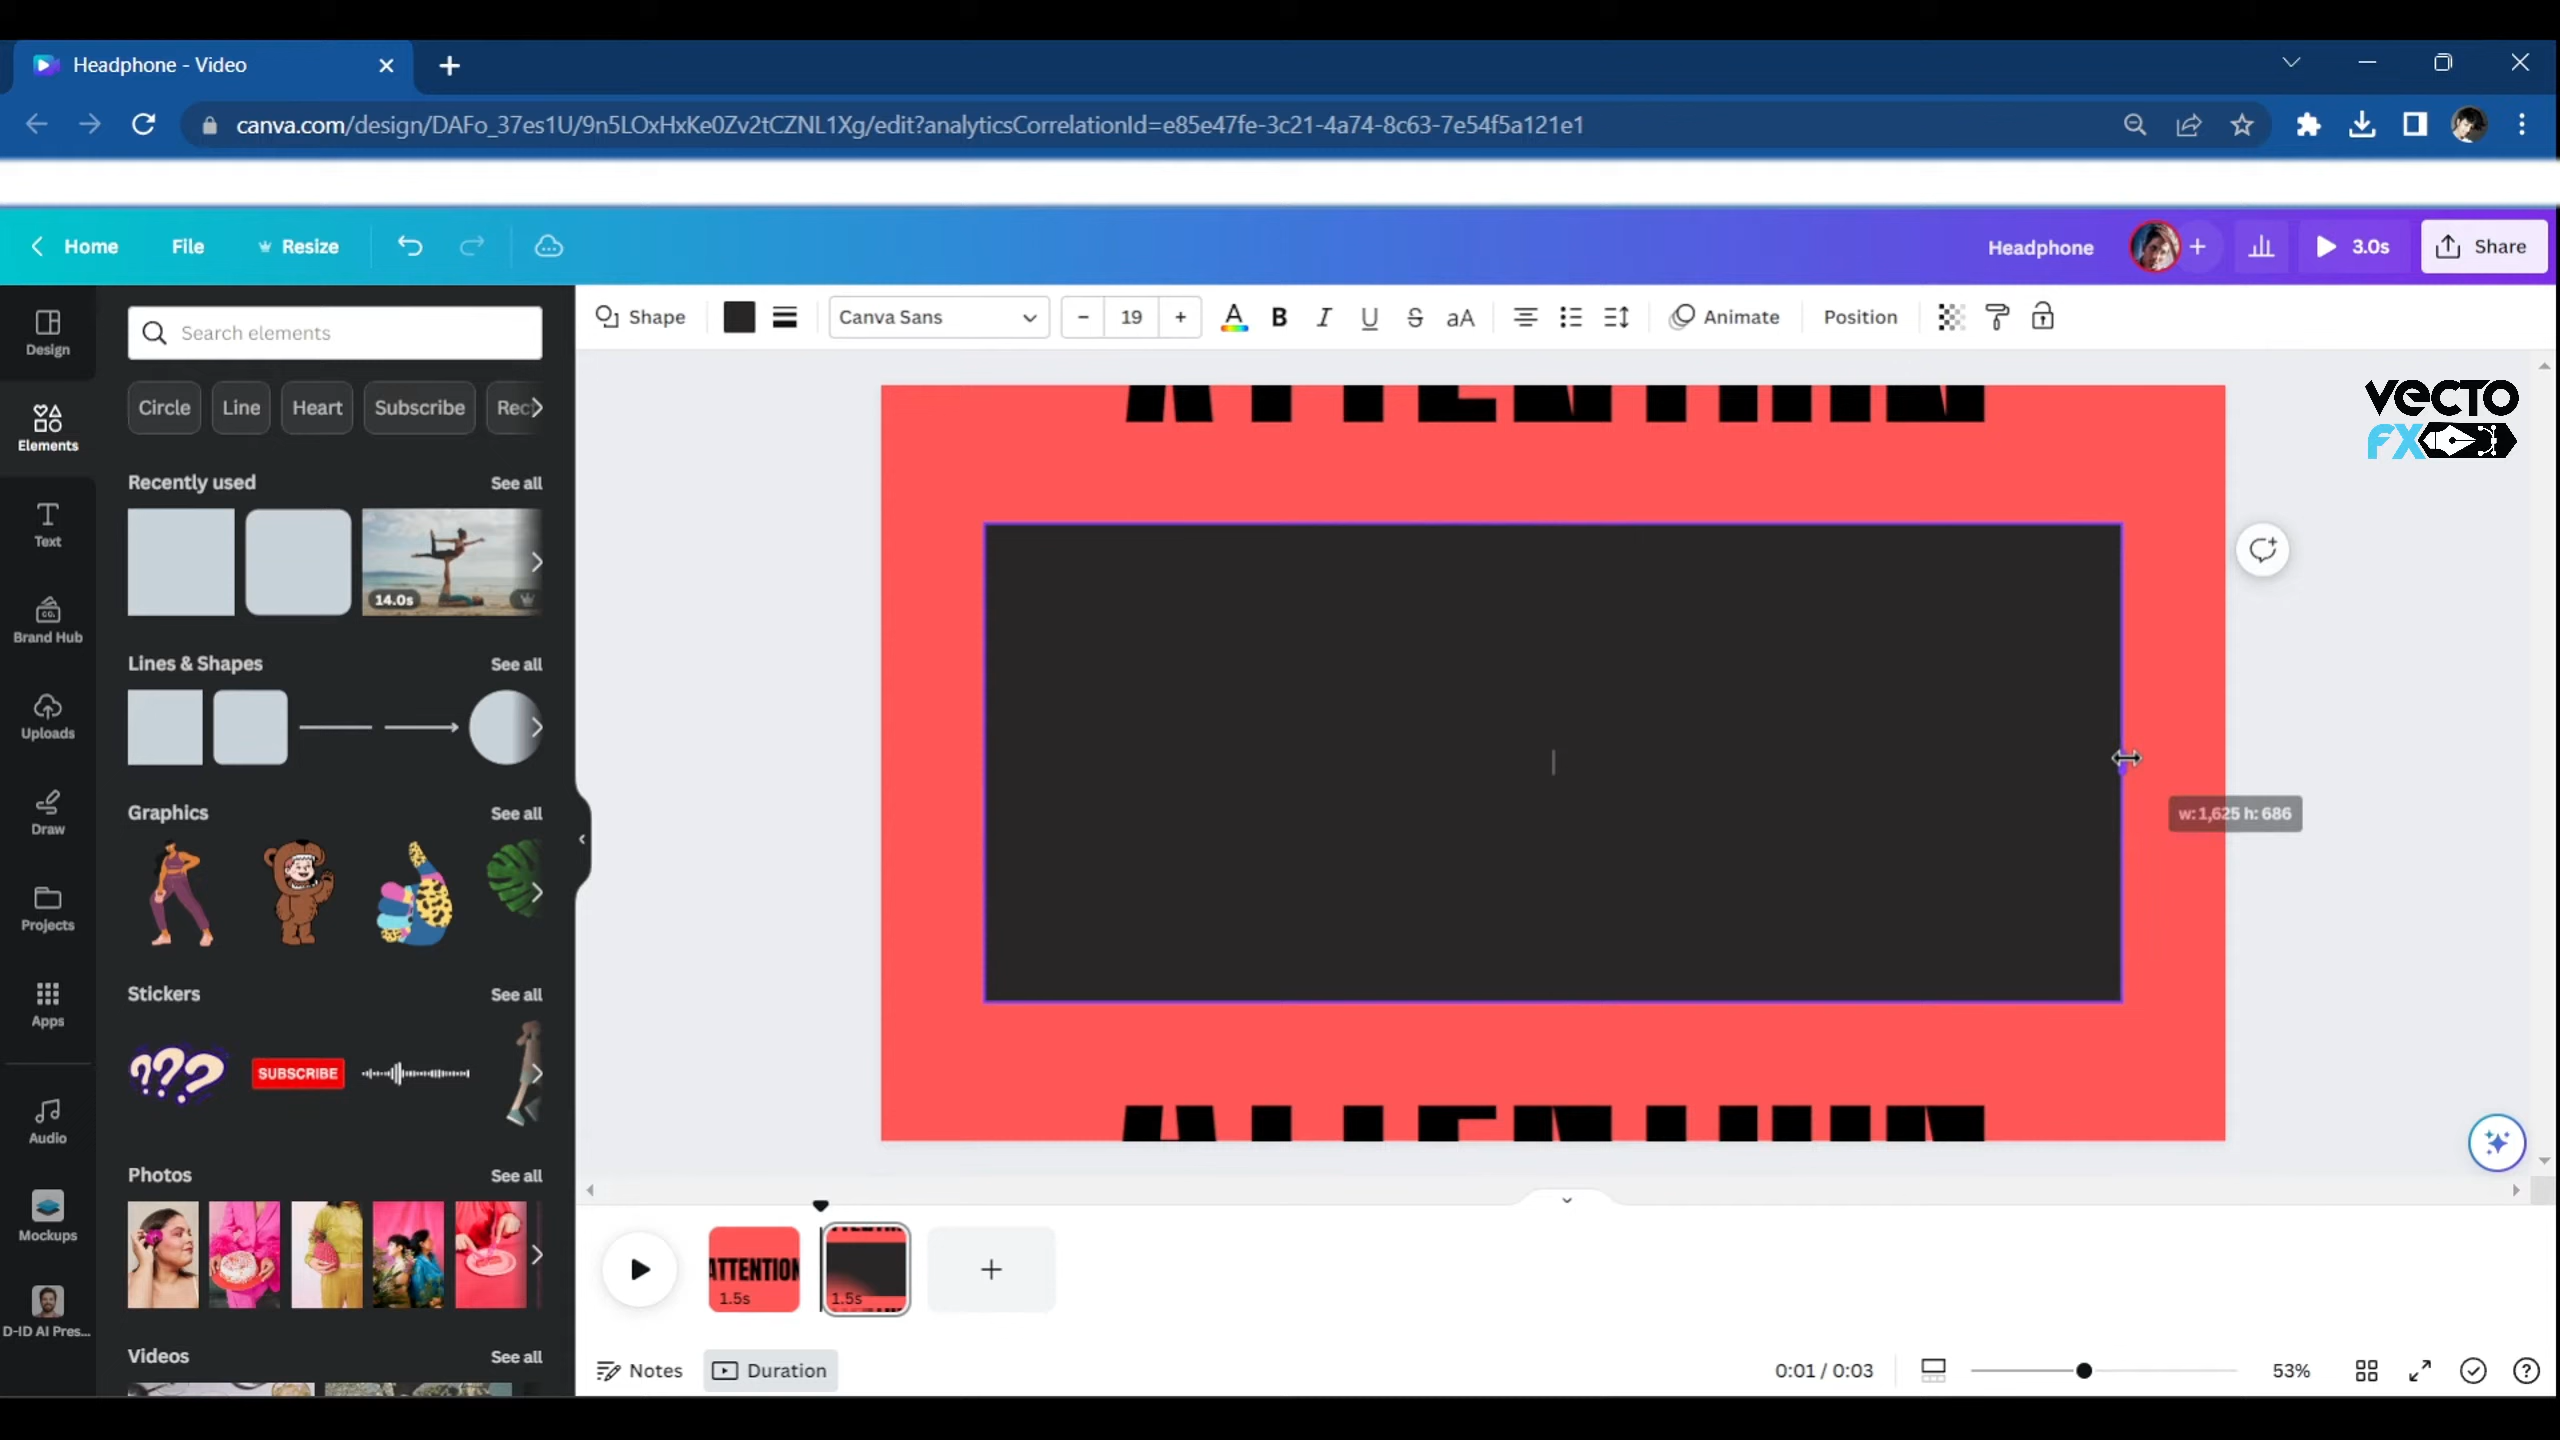 Headphone - Video
canva.com/design/DAFo_37es1U/9n5LOxHxKe0Zv2tCZNL1Xg/edit?analyticsCorrelationId=e85e47fe-3c21-4a74-8c63-7e54f5a121e1
Home File Resize Headphone 3.0s Share
Search elements
Shape Canva Sans 19 A B I U S aA Animate Position
Design
Elements
Text
Brand Hub
Uploads
Draw
Projects
Apps
Audio
Mockups
D-ID AI Pres...
Circle Line Heart Subscribe Rec
Recently used See all
14.0s
Lines & Shapes See all
Graphics See all
Stickers See all
??? SUBSCRIBE
Photos See all
Videos See all
VECTO
FX
w: 1,625 h: 686
ATTENTION
1.5s
1.5s
Notes Duration 0:01 / 0:03 53%